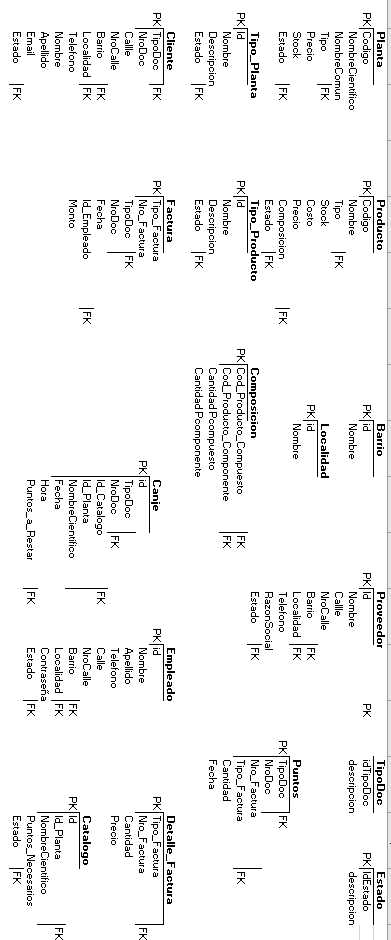 Planta
PK Codigo
NombreCientifico
NombreComun
Tipo FK
Precio
Stock
Estado FK
Producto
PK Codigo
Nombre
Tipo FK
Stock
Costo
Precio
Composicion FK
Estado FK
Barrio
PK Id
Nombre
Proveedor
PK Id
Nombre
Calle
NroCalle
Barrio FK
Localidad FK
Telefono
RazonSocial
Estado FK
TipoDoc
PK idTipoDoc
descripcion
Estado
PK IdEstado
descripcion
Localidad
PK id
Nombre
Tipo_Planta
PK Id
Nombre
Descripcion
Estado FK
Tipo_Producto
PK Id
Nombre
Descripcion
Estado FK
Composicion
PK Cod_Producto_Compuesto FK
Cod_Producto_Componente FK
CantidadPcompuesto
CantidadPcomponente
Puntos
PK TipoDoc FK
NroDoc
Nro_Factura
Tipo_Factura FK
Cantidad
Fecha
Cliente
PK TipoDoc FK
NroDoc
Calle
NroCalle
Barrio FK
Localidad FK
Telefono
Nombre
Apellido
Email
Estado FK
Factura
PK Tipo_Factura
Nro_Factura
TipoDoc FK
NroDoc
Fecha
Id_Empleado FK
Monto
Canje
PK id
TipoDoc
NroDoc FK
Id_Catalogo
Id_Planta FK
NombreCientifico
Fecha
Hora
Puntos_a_Restar FK
Empleado
PK id
Nombre
Apellido
Telefono
Calle
NroCalle
Barrio FK
Localidad FK
Contraseña
Estado FK
Detalle_Factura
PK Tipo_Factura
Nro_Factura FK
Cantidad
Precio
Catalogo
PK Id
Id_Planta
NombreCientifico FK
Puntos_Necesarios
Estado FK